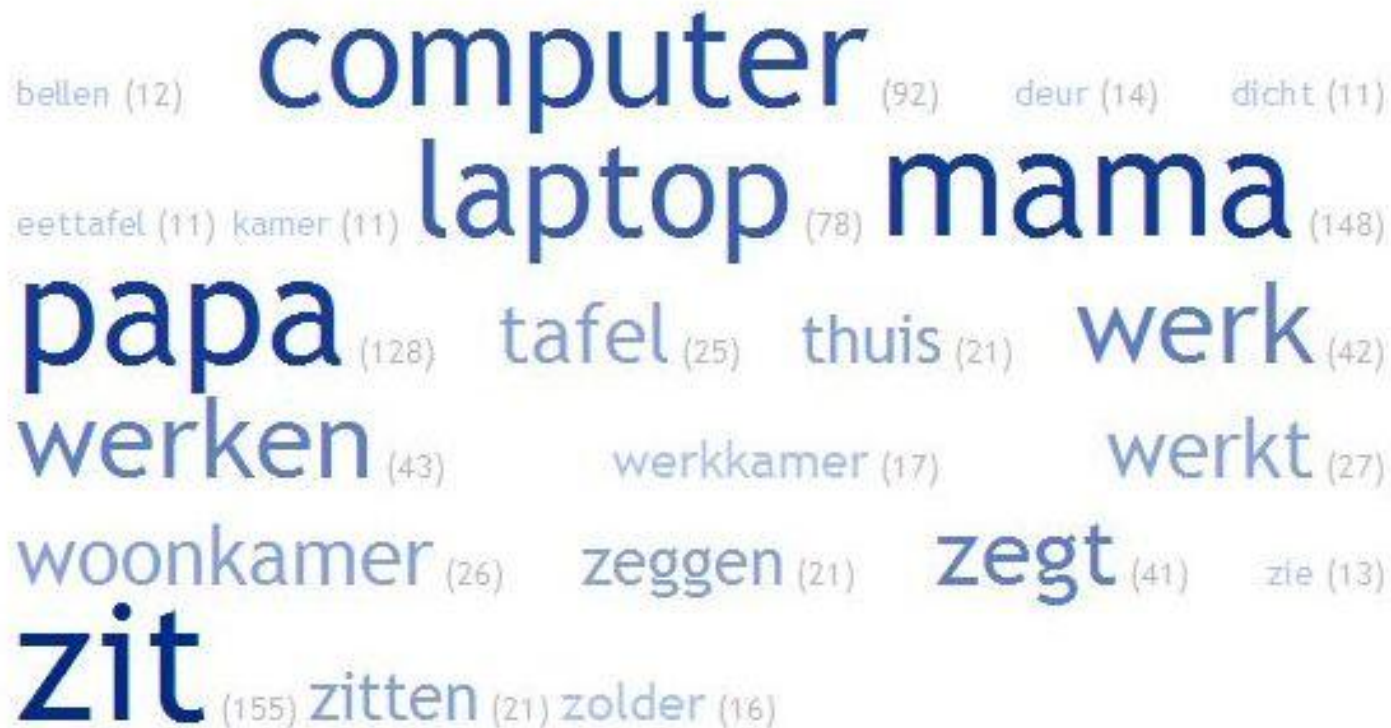 bellen (12) computer (92) deur (14) dicht (11)
eettafel (11) kamer (11) laptop (78) mama (148)
papa (128) tafel (25) thuis (21) werk (42)
werken (43) werkkamer (17) werkt (27)
woonkamer (26) zeggen (21) zegt (41) zie (13)
zit (155) zitten (21) zolder (16)